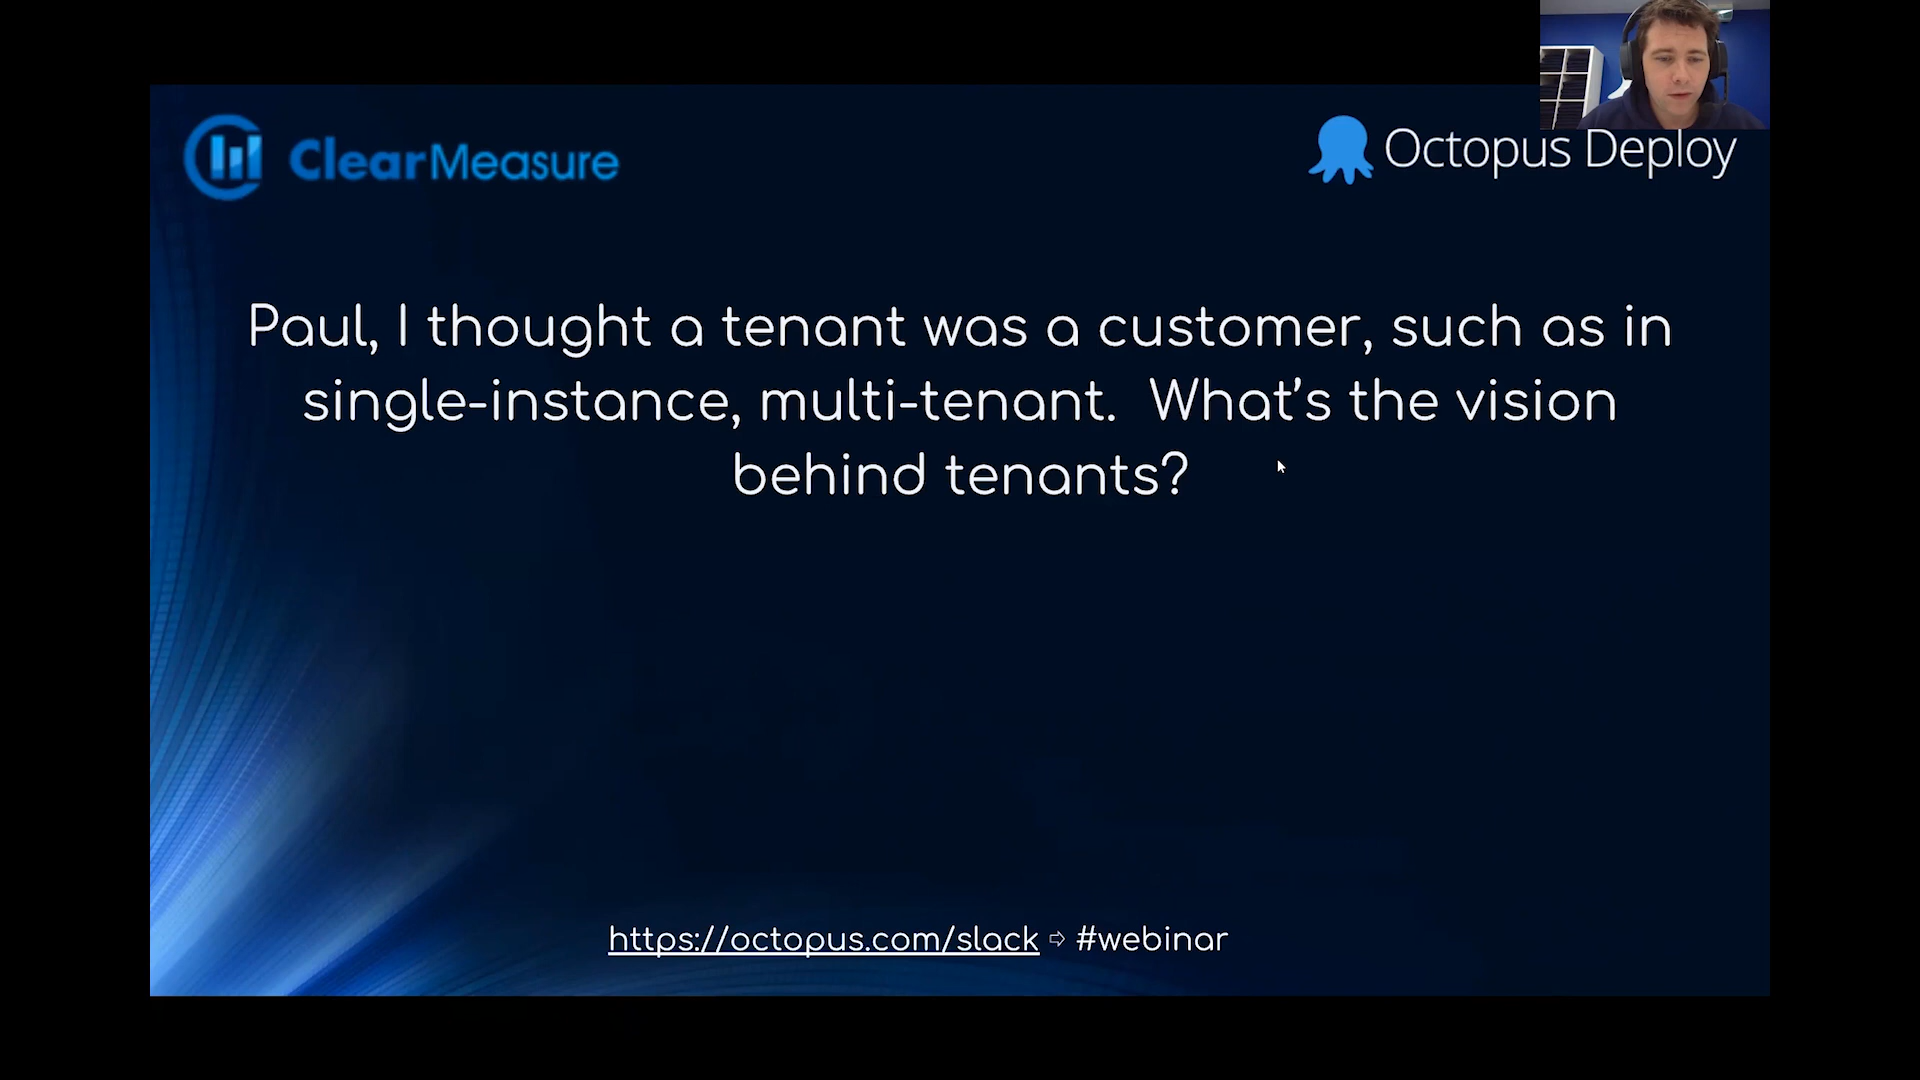 ClearMeasure
Octopus Deploy
Paul, I thought a tenant was a customer, such as in
single-instance, multi-tenant.  What's the vision
behind tenants?
https://octopus.com/slack ⇨ #webinar